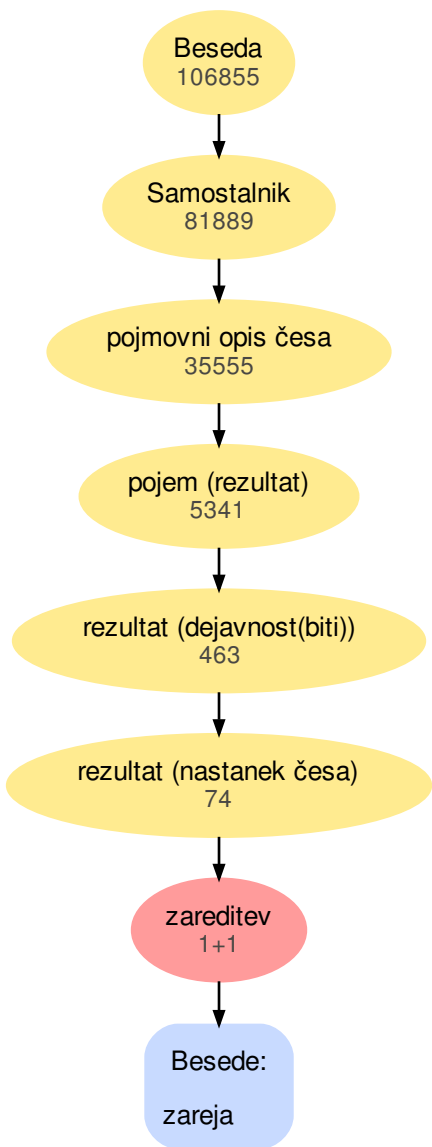 Beseda
106855
Samostalnik
81889
pojmovni opis česa
35555
pojem (rezultat)
5341
rezultat (dejavnost(biti))
463
rezultat (nastanek česa)
74
zareditev
1+1
Besede:
zareja